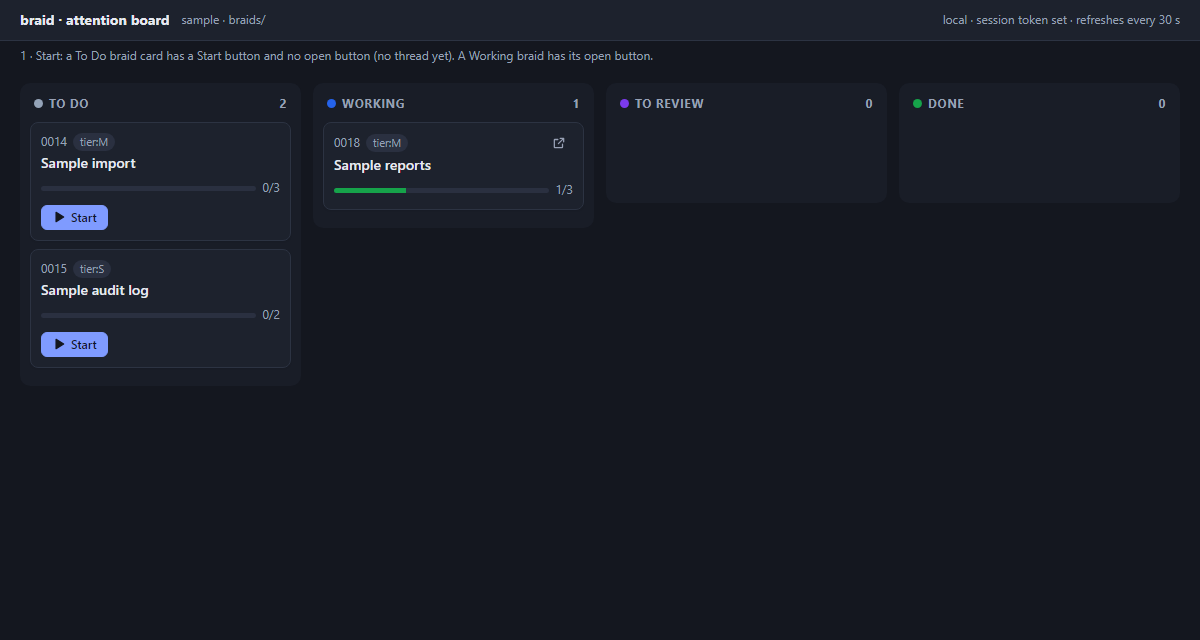 braid · attention board sample · braids/ local · session token set · refreshes every 30 s
1 · Start: a To Do braid card has a Start button and no open button (no thread yet). A Working braid has its open button.
TO DO 2
0014 tier:M
Sample import
0/3
Start
0015 tier:S
Sample audit log
0/2
Start
WORKING 1
0018 tier:M
Sample reports
1/3
TO REVIEW 0
DONE 0